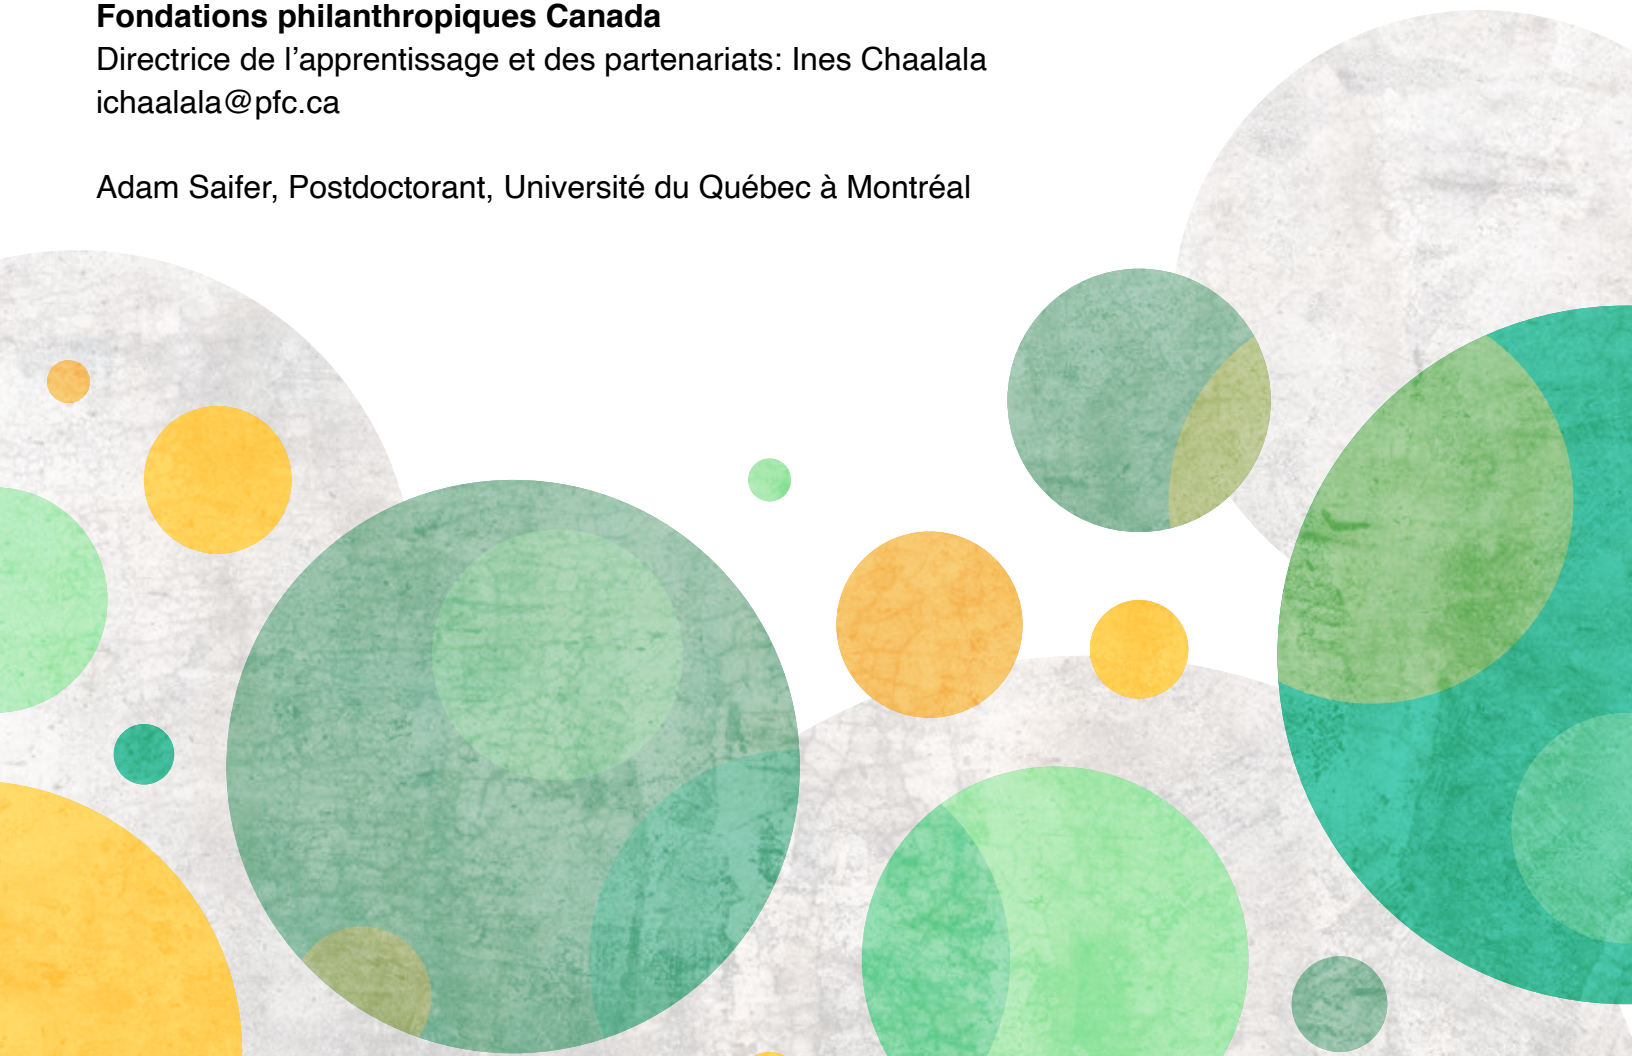 Fondations philanthropiques Canada
Directrice de l’apprentissage et des partenariats: Ines Chaalala
ichaalala@pfc.ca
Adam Saifer, Postdoctorant, Université du Québec à Montréal